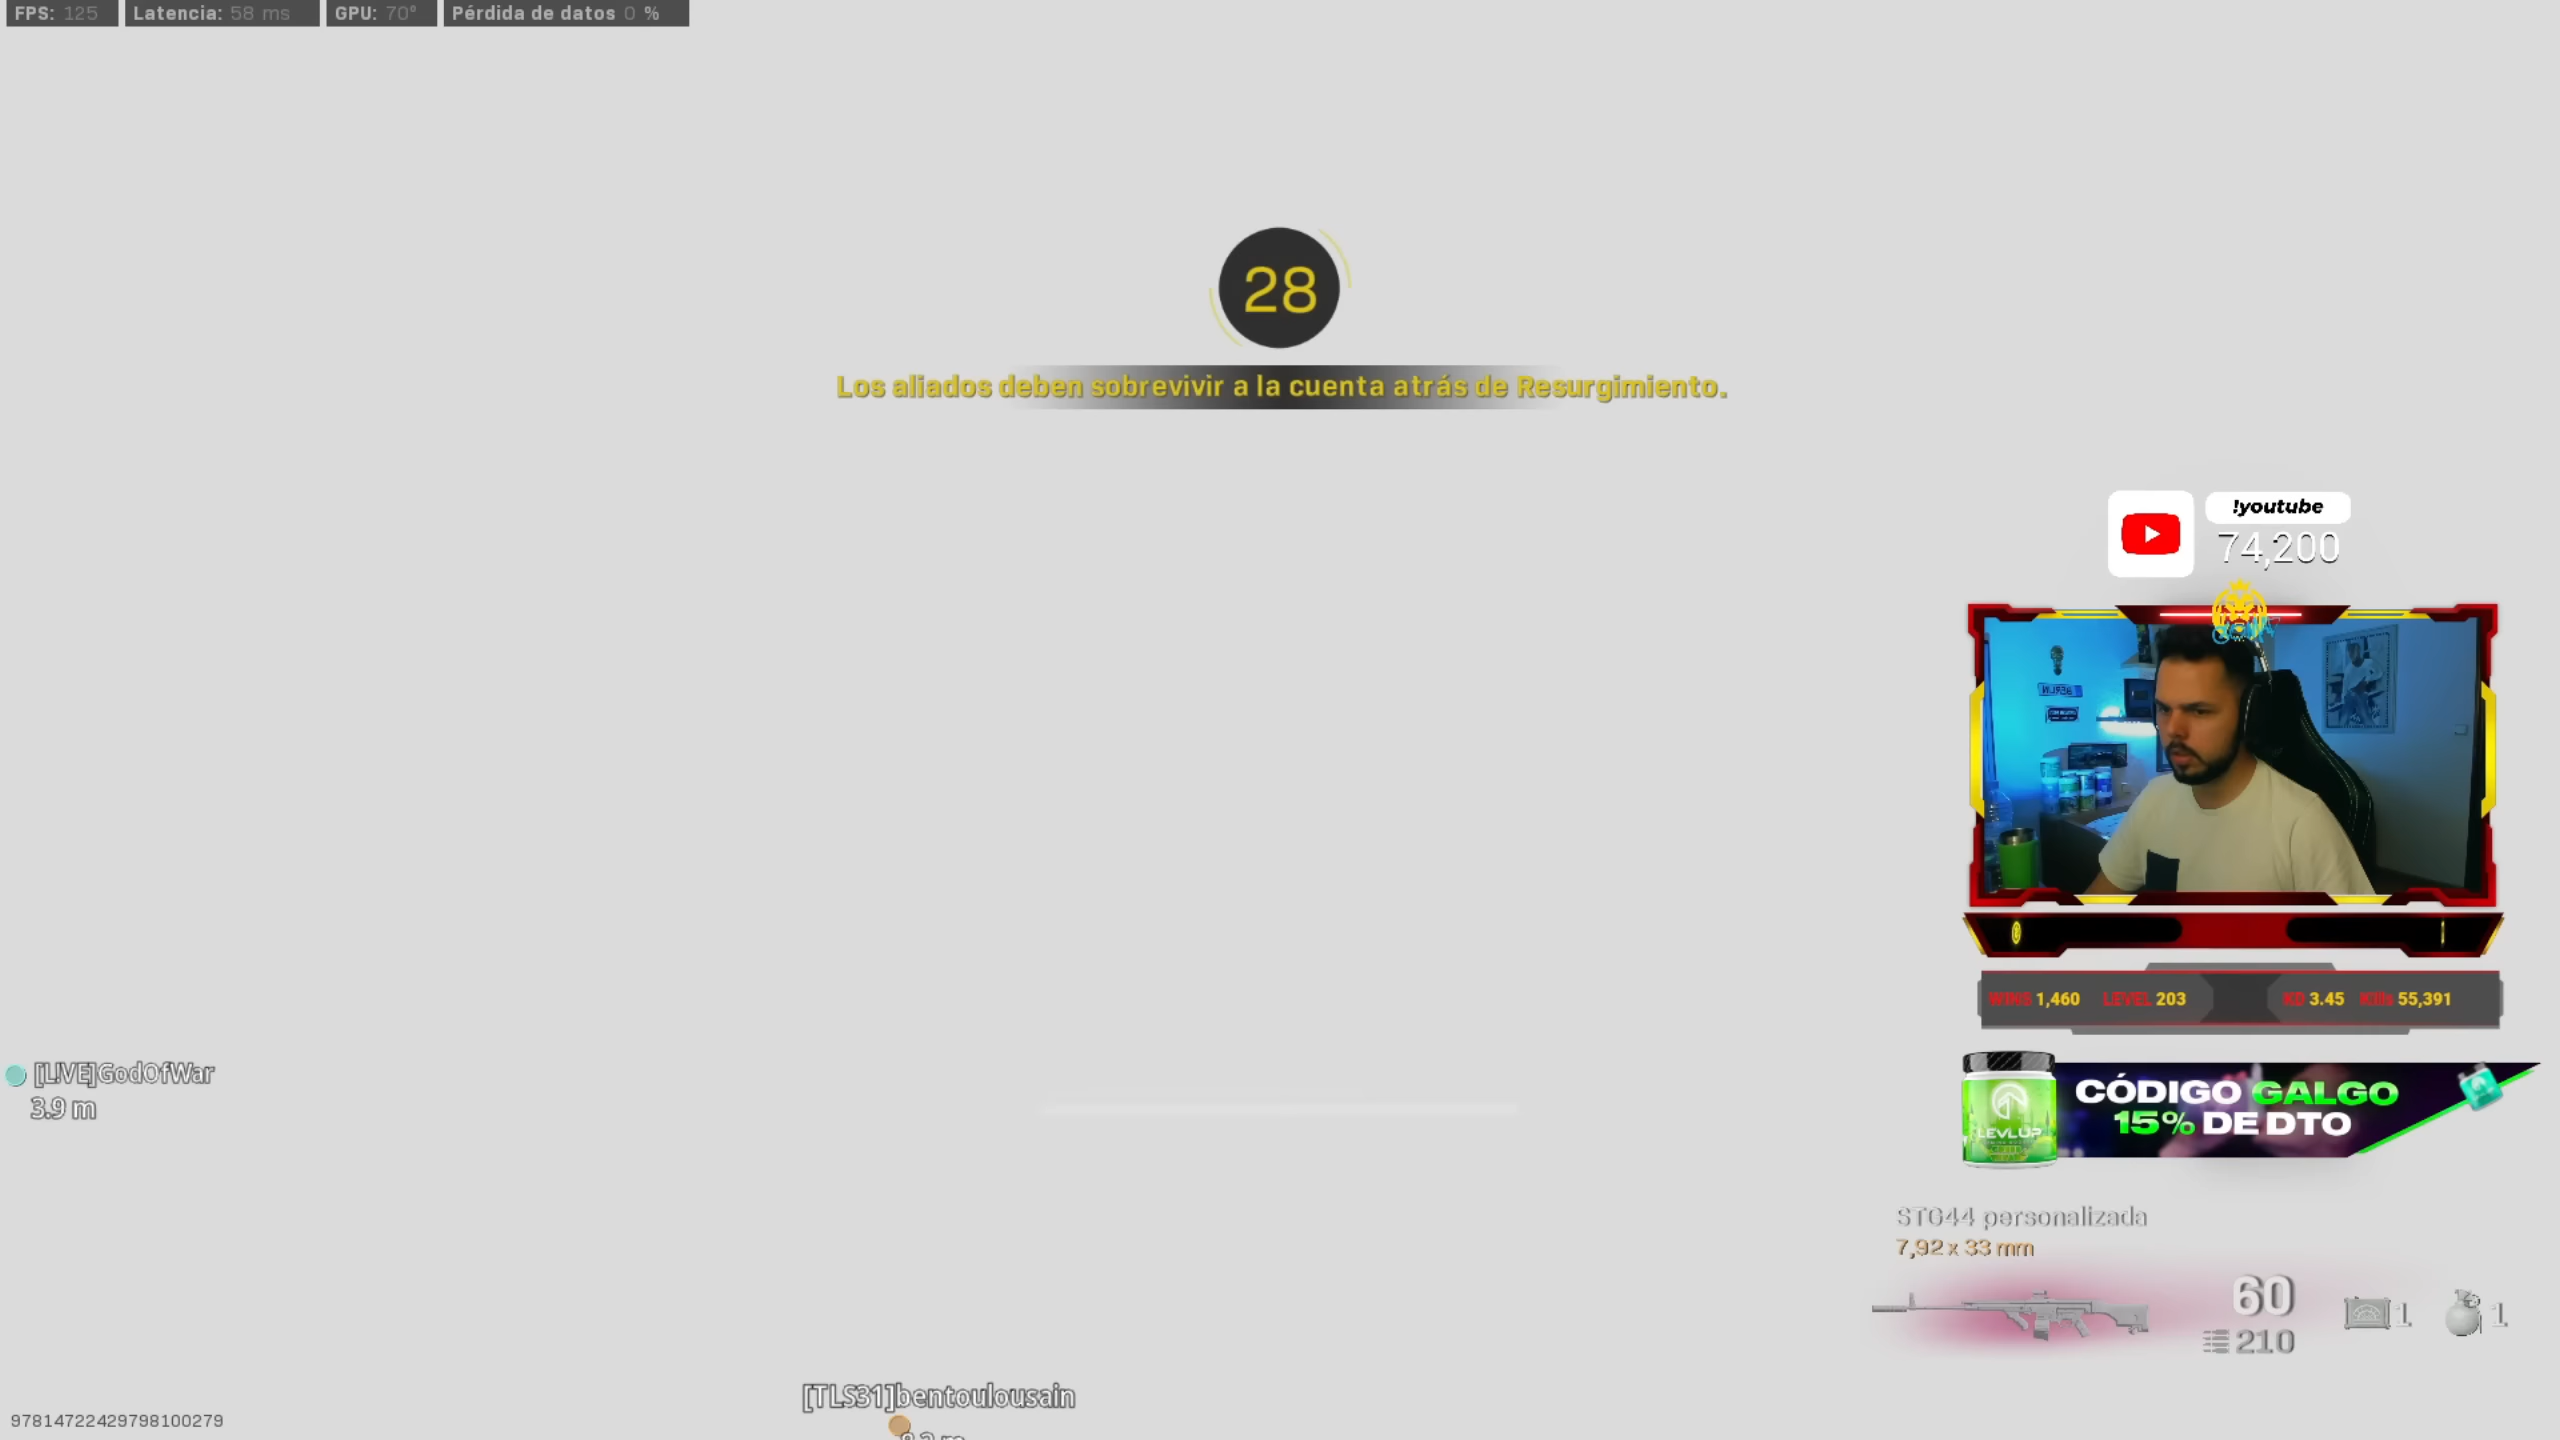 FPS: 125 Latencia: 58 ms GPU: 70° Pérdida de datos 0 %
28
Los aliados deben sobrevivir a la cuenta atrás de Resurgimiento.
!youtube
74,200
WINS 1,460 LEVEL 203 KD 3.45 Kills 55,391
[LIVE]GodOfWar
3.9 m
CÓDIGO GALGO
15% DE DTO
LEVLUP
STG44 personalizada
7,92 x 33 mm
60
210
1
1
[TLS31]bentoulousain
97814722429798100279